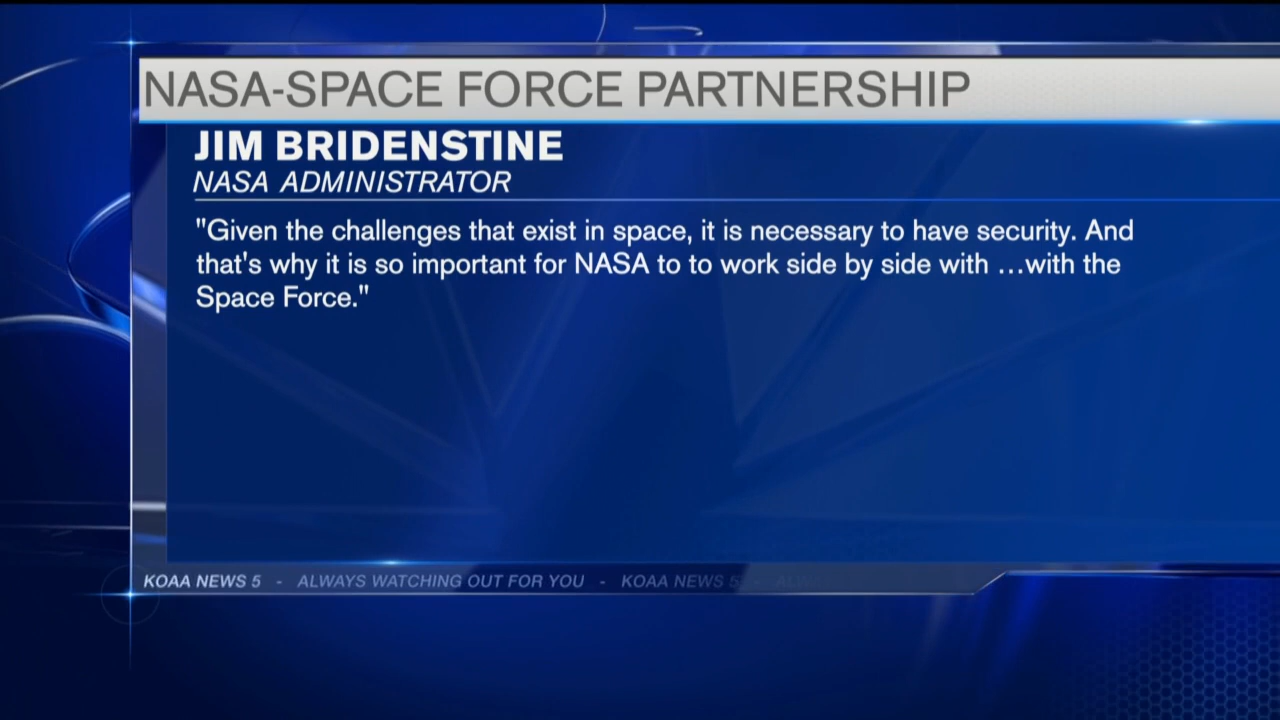 NASA-SPACE FORCE PARTNERSHIP
JIM BRIDENSTINE
NASA ADMINISTRATOR
"Given the challenges that exist in space, it is necessary to have security. And
that's why it is so important for NASA to to work side by side with ...with the
Space Force."
KOAA NEWS 5 - ALWAYS WATCHING OUT FOR YOU - KOAA NEWS 5